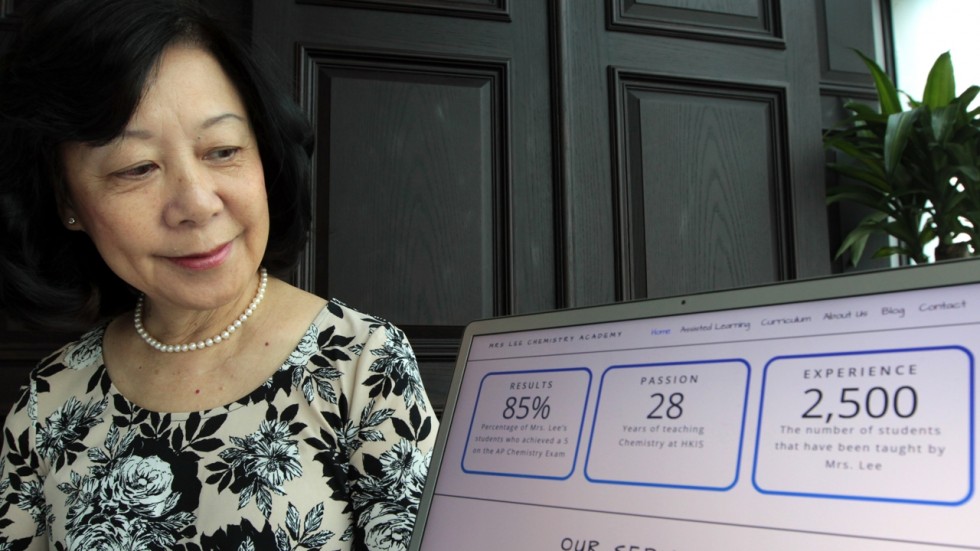 MRS LEE CHEMISTRY ACADEMY Home Assisted Learning Curriculum About Us Blog Contact
RESULTS
85%
Percentage of Mrs. Lee's
students who achieved a 5
on the AP Chemistry Exam
PASSION
28
Years of teaching
Chemistry at HKIS
EXPERIENCE
2,500
The number of students
that have been taught by
Mrs. Lee
OUR